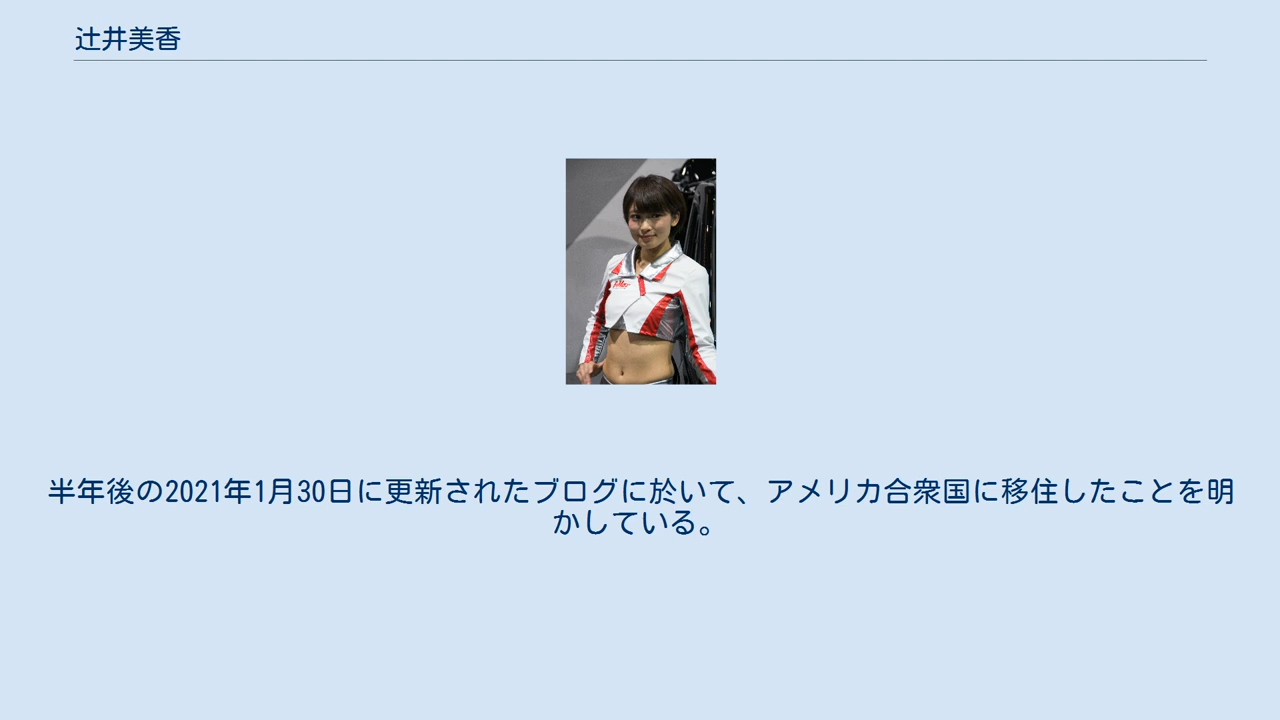 辻井美香
半年後の2021年1月30日に更新されたブログに於いて、アメリカ合衆国に移住したことを明
かしている。